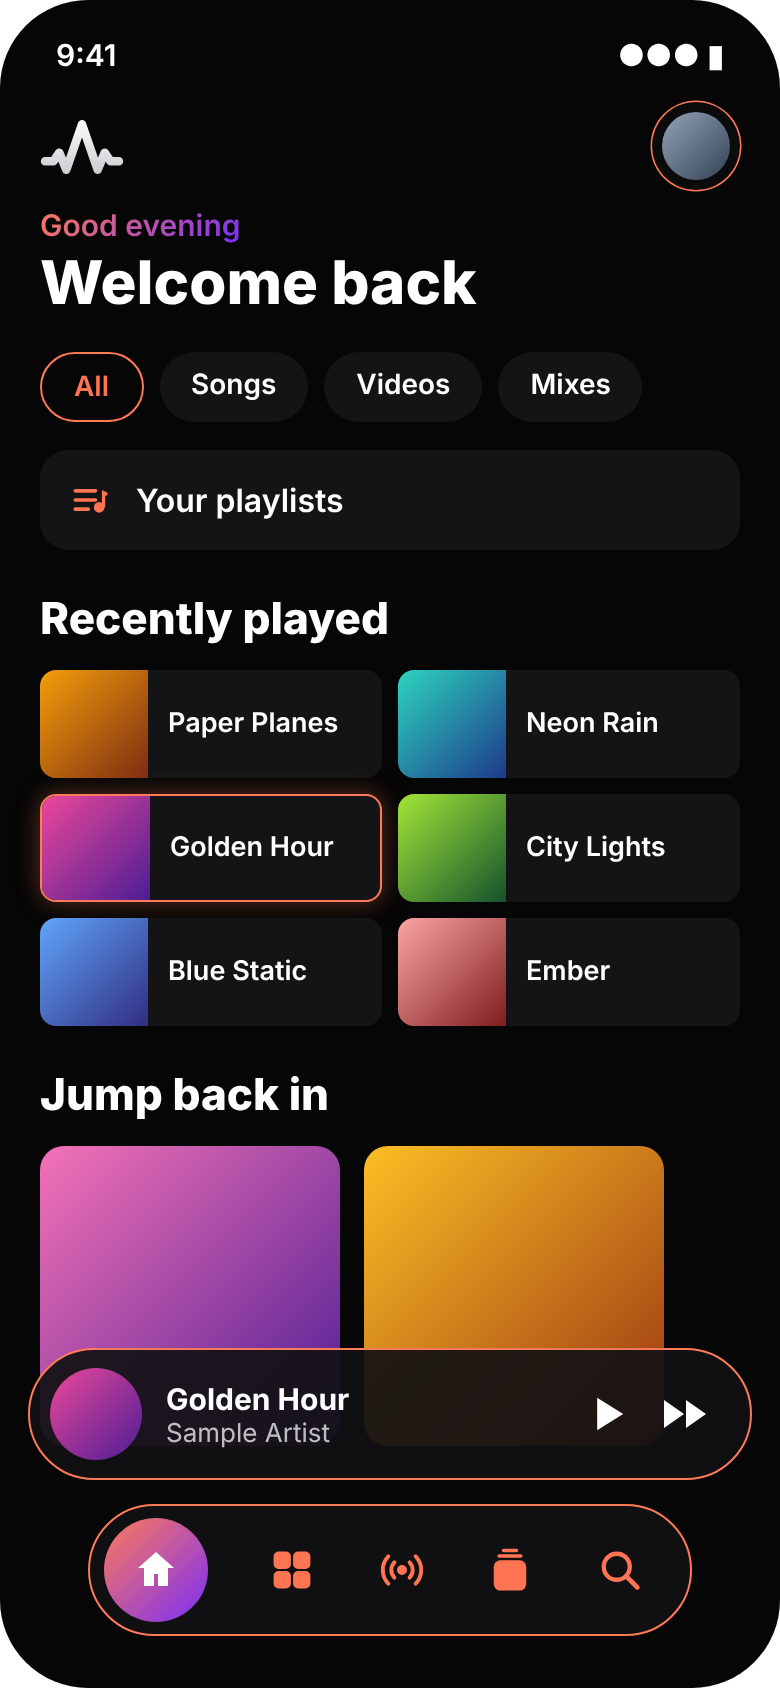 9:41
Good evening
Welcome back
All
Songs
Videos
Mixes
Your playlists
Recently played
Paper Planes
Neon Rain
Golden Hour
City Lights
Blue Static
Ember
Jump back in
Golden Hour
Sample Artist